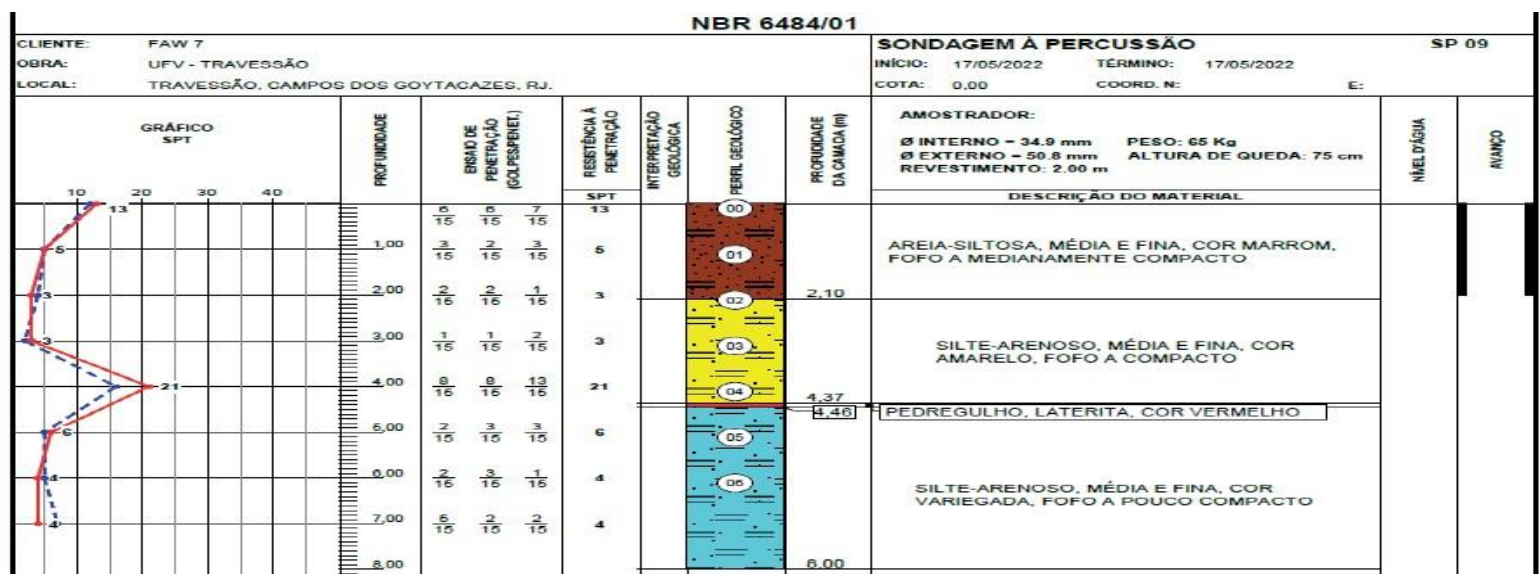 NBR 6484/01
CLIENTE: FAW 7
OBRA: UFV - TRAVESSÃO
LOCAL: TRAVESSÃO, CAMPOS DOS GOYTACAZES, RJ.
SONDAGEM À PERCUSSÃO SP 09
INÍCIO: 17/05/2022 TÉRMINO: 17/05/2022
COTA: 0,00 COORD. N: E:
GRÁFICO
SPT
10 20 30 40
PROFUNDIDADE
ENSAIO DE
PENETRAÇÃO
(GOLPES/PENET.)
RESISTÊNCIA À
PENETRAÇÃO
SPT
INTERPRETAÇÃO
GEOLÓGICA
PERFIL GEOLÓGICO
PROFUDIDADE
DA CAMADA (m)
AMOSTRADOR:
Ø INTERNO = 34.9 mm PESO: 65 Kg
Ø EXTERNO = 50.8 mm ALTURA DE QUEDA: 75 cm
REVESTIMENTO: 2.00 m
DESCRIÇÃO DO MATERIAL
NÍVEL D'ÁGUA
AVANÇO
13 6/15 6/15 7/15 13 00
5 1,00 3/15 2/15 3/15 5 01
AREIA-SILTOSA, MÉDIA E FINA, COR MARROM,
FOFO A MEDIANAMENTE COMPACTO
3 2,00 2/15 2/15 1/15 3 02 2,10
3 3,00 1/15 1/15 2/15 3 03
SILTE-ARENOSO, MÉDIA E FINA, COR
AMARELO, FOFO A COMPACTO
21 4,00 8/15 8/15 13/15 21 04 4,37
4,46 PEDREGULHO, LATERITA, COR VERMELHO
6 5,00 2/15 3/15 3/15 6 05
4 6,00 2/15 3/15 1/15 4 06
SILTE-ARENOSO, MÉDIA E FINA, COR
VARIEGADA, FOFO A POUCO COMPACTO
4 7,00 5/15 2/15 2/15 4
8,00 8,00